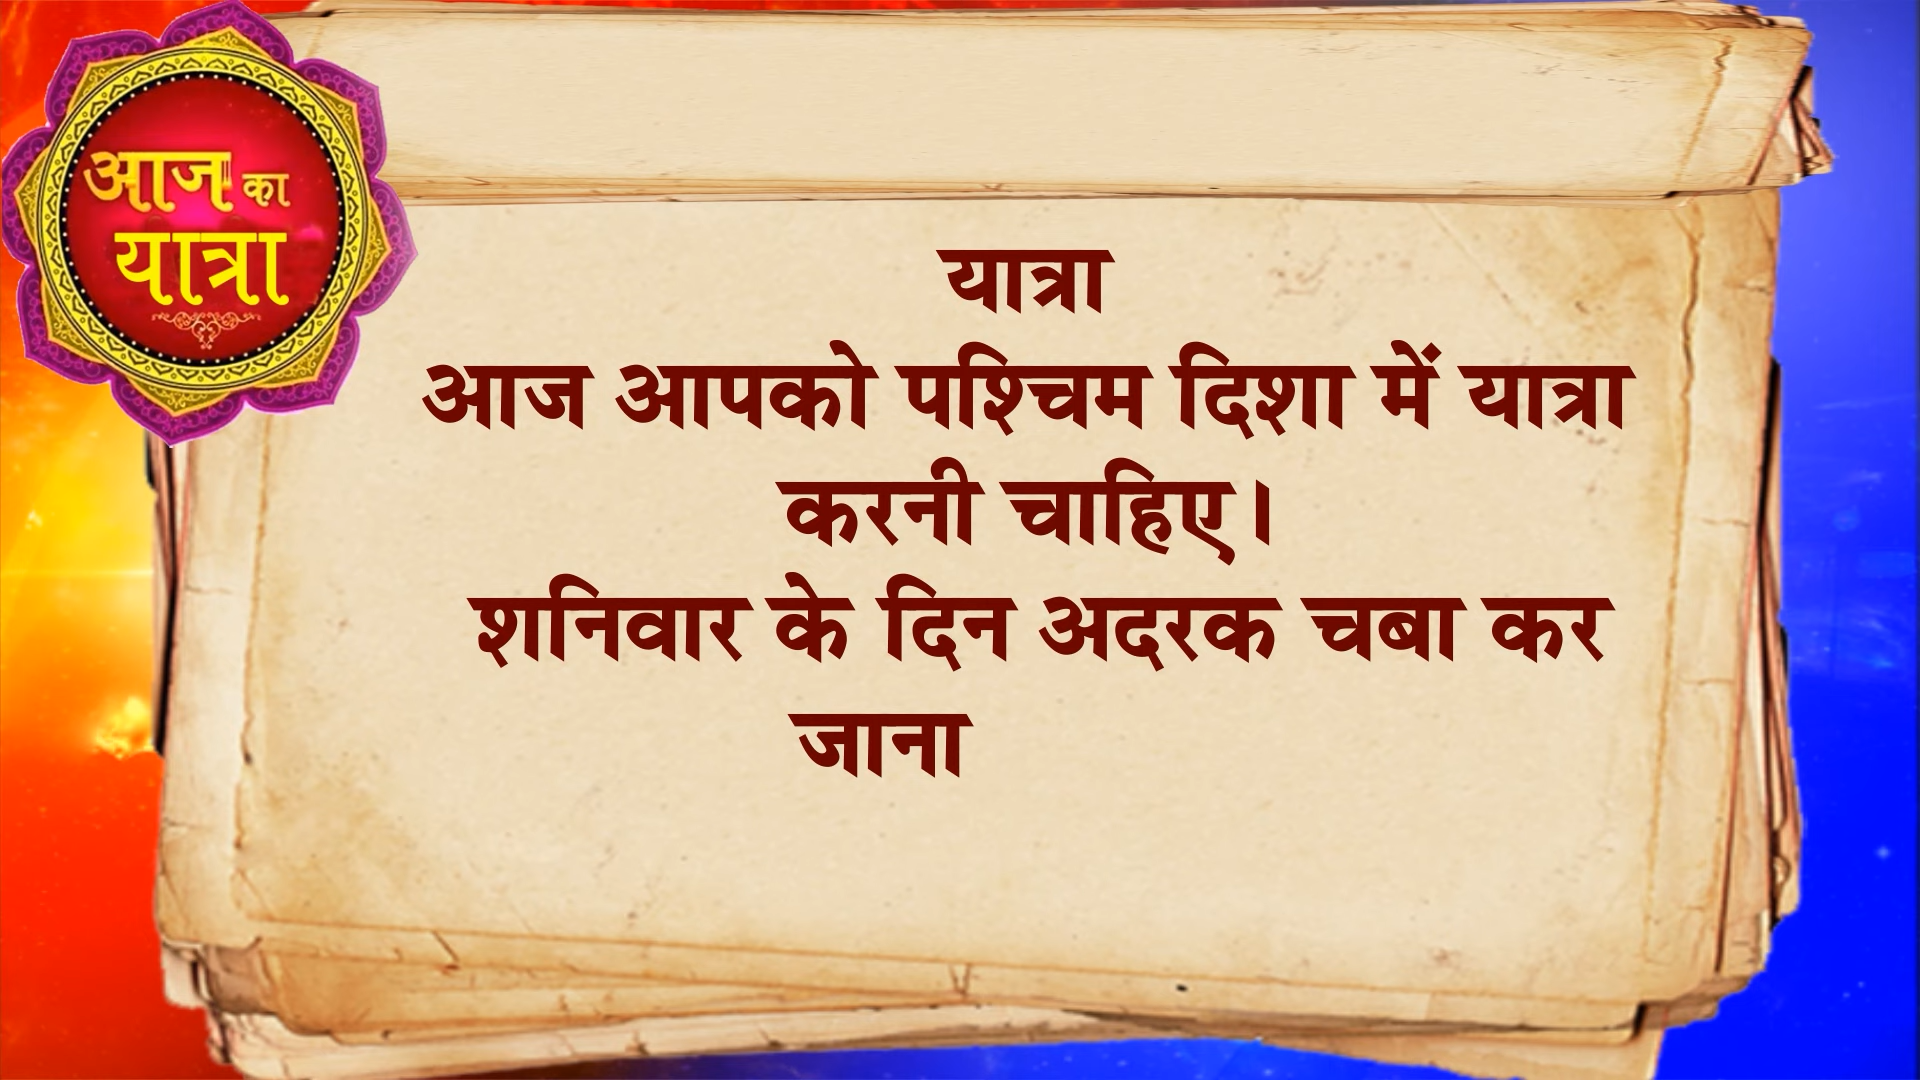 आज का
यात्रा
यात्रा
आज आपको पश्चिम दिशा में यात्रा
करनी चाहिए।
शनिवार के दिन अदरक चबा कर
जाना